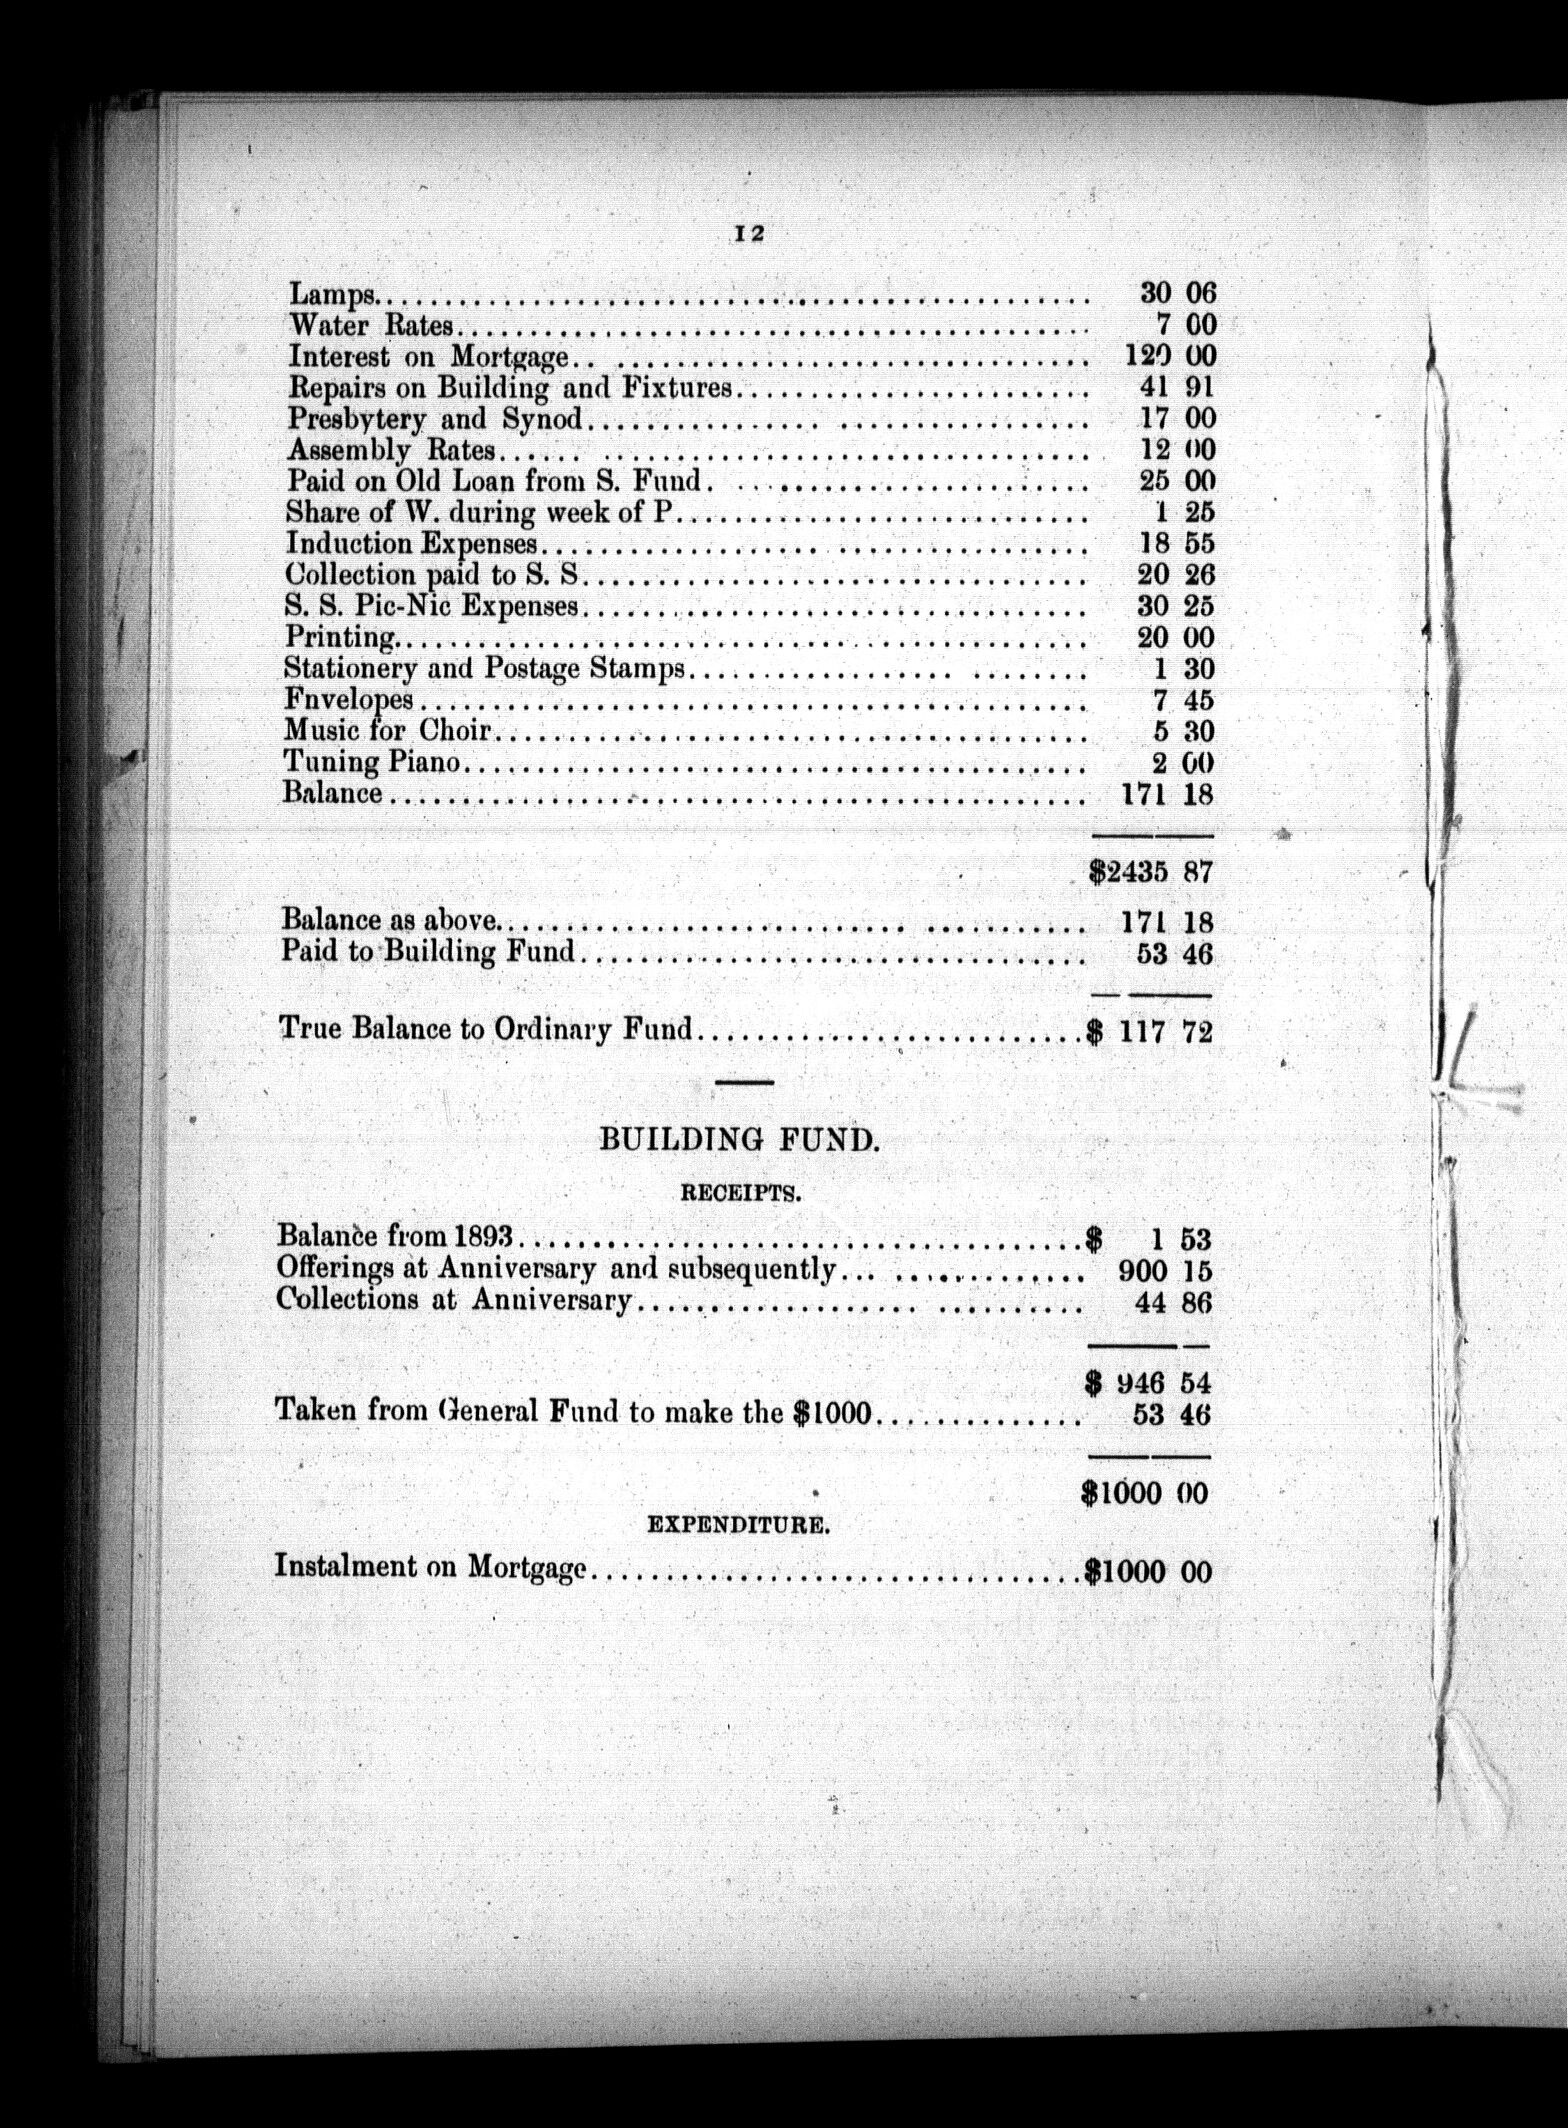 12
Lamps................................................ 30 06
Water Rates........................................... 7 00
Interest on Mortgage.. ................................ 120 00
Repairs on Building and Fixtures........................ 41 91
Presbytery and Synod................ ................. 17 00
Assembly Rates...... ................................. 12 00
Paid on Old Loan from S. Fund. ........................ 25 00
Share of W. during week of P............................ 1 25
Induction Expenses.................... ................. 18 55
Collection paid to S. S.................................. 20 26
S. S. Pic-Nic Expenses.................................. 30 25
Printing............................................... 20 00
Stationery and Postage Stamps.................. ........ 1 30
Fnvelopes............................................. 7 45
Music for Choir........................................ 5 30
Tuning Piano.......................................... 2 00
Balance............................................... 171 18
$2435 87
Balance as above............................ ........... 171 18
Paid to Building Fund.................................. 53 46
True Balance to Ordinary Fund..........................$ 117 72
BUILDING FUND.
RECEIPTS.
Balance from 1893......................................$ 1 53
Offerings at Anniversary and subsequently... ............. 900 15
Collections at Anniversary................... .......... 44 86
$ 946 54
Taken from General Fund to make the $1000.............. 53 46
$1000 00
EXPENDITURE.
Instalment on Mortgage.................................$1000 00